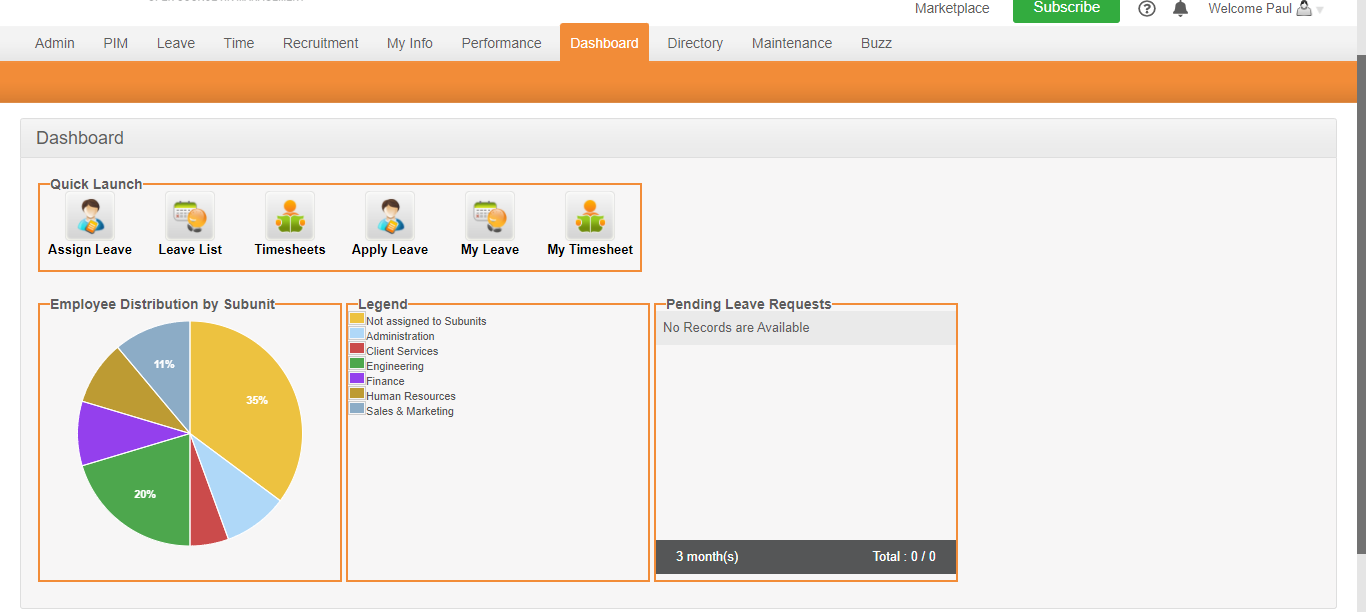 Marketplace Subscribe Welcome Paul
Admin PIM Leave Time Recruitment My Info Performance Dashboard Directory Maintenance Buzz
Dashboard
Quick Launch
Assign Leave Leave List Timesheets Apply Leave My Leave My Timesheet
Employee Distribution by Subunit
11%
35%
20%
Legend
Not assigned to Subunits
Administration
Client Services
Engineering
Finance
Human Resources
Sales & Marketing
Pending Leave Requests
No Records are Available
3 month(s) Total : 0 / 0